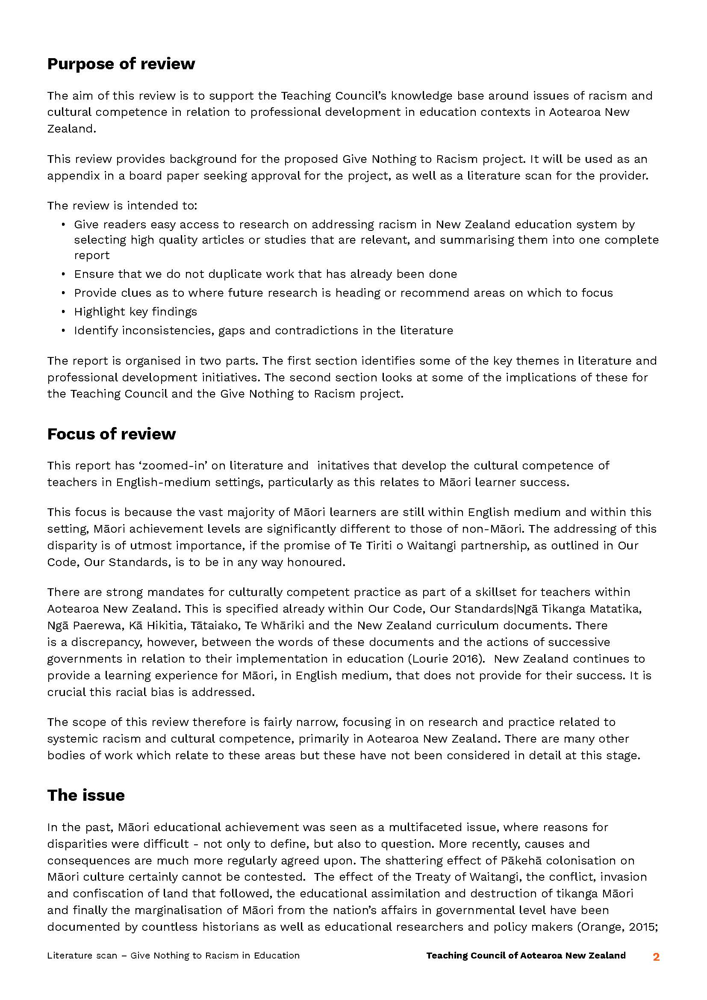 Purpose of review
The aim of this review is to support the Teaching Council’s knowledge base around issues of racism and
cultural competence in relation to professional development in education contexts in Aotearoa New
Zealand.
This review provides background for the proposed Give Nothing to Racism project. It will be used as an
appendix in a board paper seeking approval for the project, as well as a literature scan for the provider.
The review is intended to:
• Give readers easy access to research on addressing racism in New Zealand education system by
selecting high quality articles or studies that are relevant, and summarising them into one complete
report
• Ensure that we do not duplicate work that has already been done
• Provide clues as to where future research is heading or recommend areas on which to focus
• Highlight key findings
• Identify inconsistencies, gaps and contradictions in the literature
The report is organised in two parts. The first section identifies some of the key themes in literature and
professional development initiatives. The second section looks at some of the implications of these for
the Teaching Council and the Give Nothing to Racism project.
Focus of review
This report has ‘zoomed-in’ on literature and  initatives that develop the cultural competence of
teachers in English-medium settings, particularly as this relates to Māori learner success.
This focus is because the vast majority of Māori learners are still within English medium and within this
setting, Māori achievement levels are significantly different to those of non-Māori. The addressing of this
disparity is of utmost importance, if the promise of Te Tiriti o Waitangi partnership, as outlined in Our
Code, Our Standards, is to be in any way honoured.
There are strong mandates for culturally competent practice as part of a skillset for teachers within
Aotearoa New Zealand. This is specified already within Our Code, Our Standards|Ngā Tikanga Matatika,
Ngā Paerewa, Kā Hikitia, Tātaiako, Te Whāriki and the New Zealand curriculum documents. There
is a discrepancy, however, between the words of these documents and the actions of successive
governments in relation to their implementation in education (Lourie 2016).  New Zealand continues to
provide a learning experience for Māori, in English medium, that does not provide for their success. It is
crucial this racial bias is addressed.
The scope of this review therefore is fairly narrow, focusing in on research and practice related to
systemic racism and cultural competence, primarily in Aotearoa New Zealand. There are many other
bodies of work which relate to these areas but these have not been considered in detail at this stage.
The issue
In the past, Māori educational achievement was seen as a multifaceted issue, where reasons for
disparities were difficult - not only to define, but also to question. More recently, causes and
consequences are much more regularly agreed upon. The shattering effect of Pākehā colonisation on
Māori culture certainly cannot be contested.  The effect of the Treaty of Waitangi, the conflict, invasion
and confiscation of land that followed, the educational assimilation and destruction of tikanga Māori
and finally the marginalisation of Māori from the nation’s affairs in governmental level have been
documented by countless historians as well as educational researchers and policy makers (Orange, 2015;
Literature scan – Give Nothing to Racism in Education
Teaching Council of Aotearoa New Zealand 2